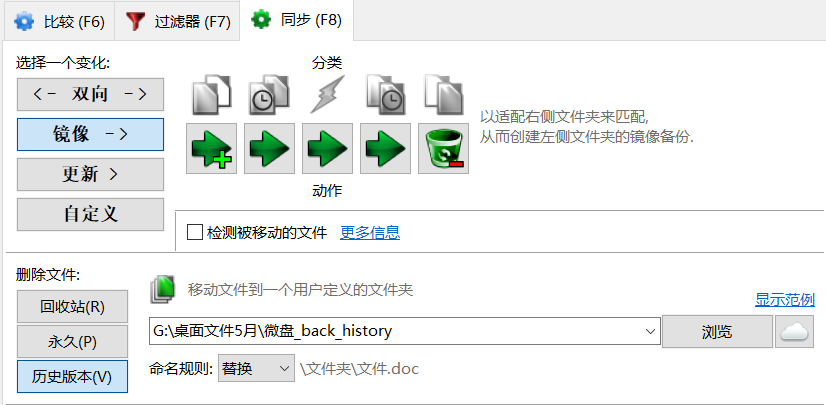 比较 (F6) 过滤器 (F7) 同步 (F8)
选择一个变化:
分类
<- 双向 ->
镜像 ->
更新 >
自定义
以适配右侧文件夹来匹配,
从而创建左侧文件夹的镜像备份.
动作
检测被移动的文件 更多信息
删除文件:
回收站(R)
永久(P)
历史版本(V)
移动文件到一个用户定义的文件夹
显示范例
G:\桌面文件5月\微盘_back_history
浏览
命名规则: 替换 \文件夹\文件.doc